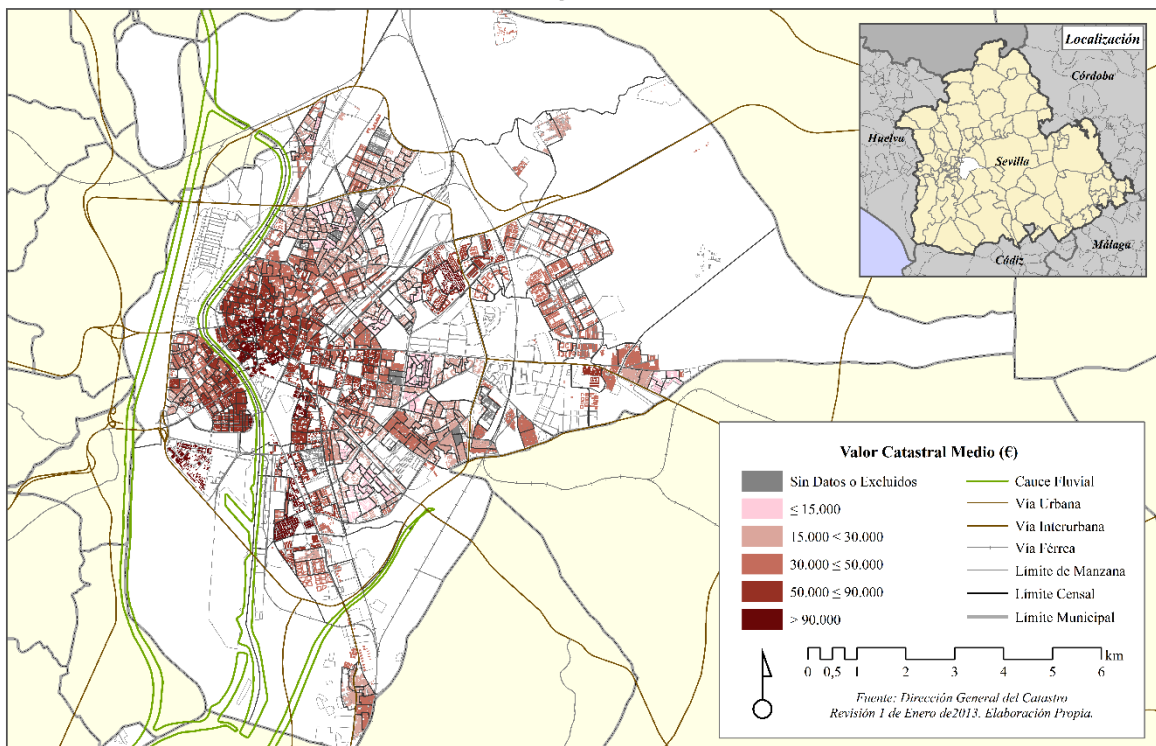 Localización
Córdoba
Huelva
Sevilla
Málaga
Cádiz
Valor Catastral Medio (€)
Sin Datos o Excluidos
≤ 15.000
15.000 < 30.000
30.000 ≤ 50.000
50.000 ≤ 90.000
> 90.000
Cauce Fluvial
Vía Urbana
Vía Interurbana
Vía Férrea
Límite de Manzana
Límite Censal
Límite Municipal
km
0 0,5 1 2 3 4 5 6
Fuente: Dirección General del Catastro
Revisión 1 de Enero de2013. Elaboración Propia.